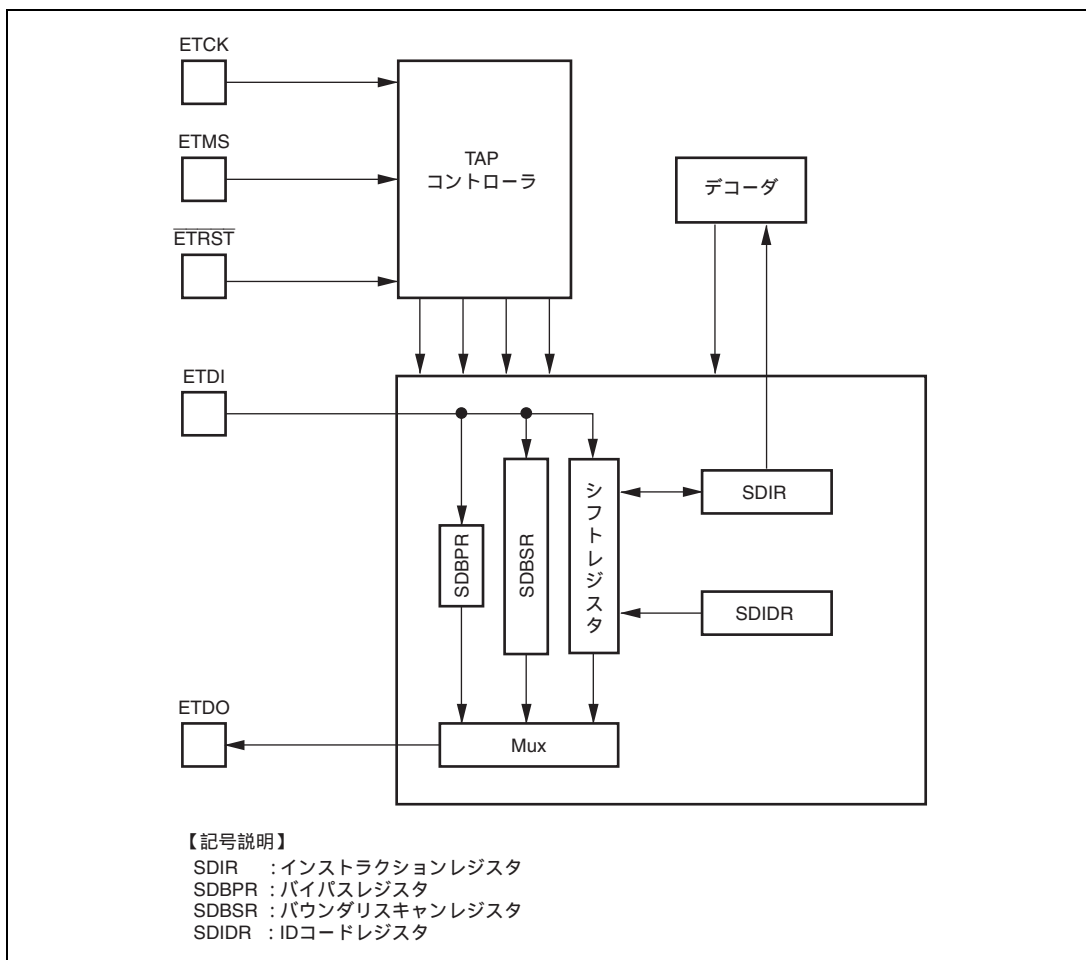 ETCK
ETMS
TAP
コントローラ
デコーダ
ETRST
ETDI
シフトレジスタ
SDIR
SDBPR
SDBSR
SDIDR
ETDO
Mux
【記号説明】
SDIR :インストラクションレジスタ
SDBPR :バイパスレジスタ
SDBSR :バウンダリスキャンレジスタ
SDIDR :IDコードレジスタ